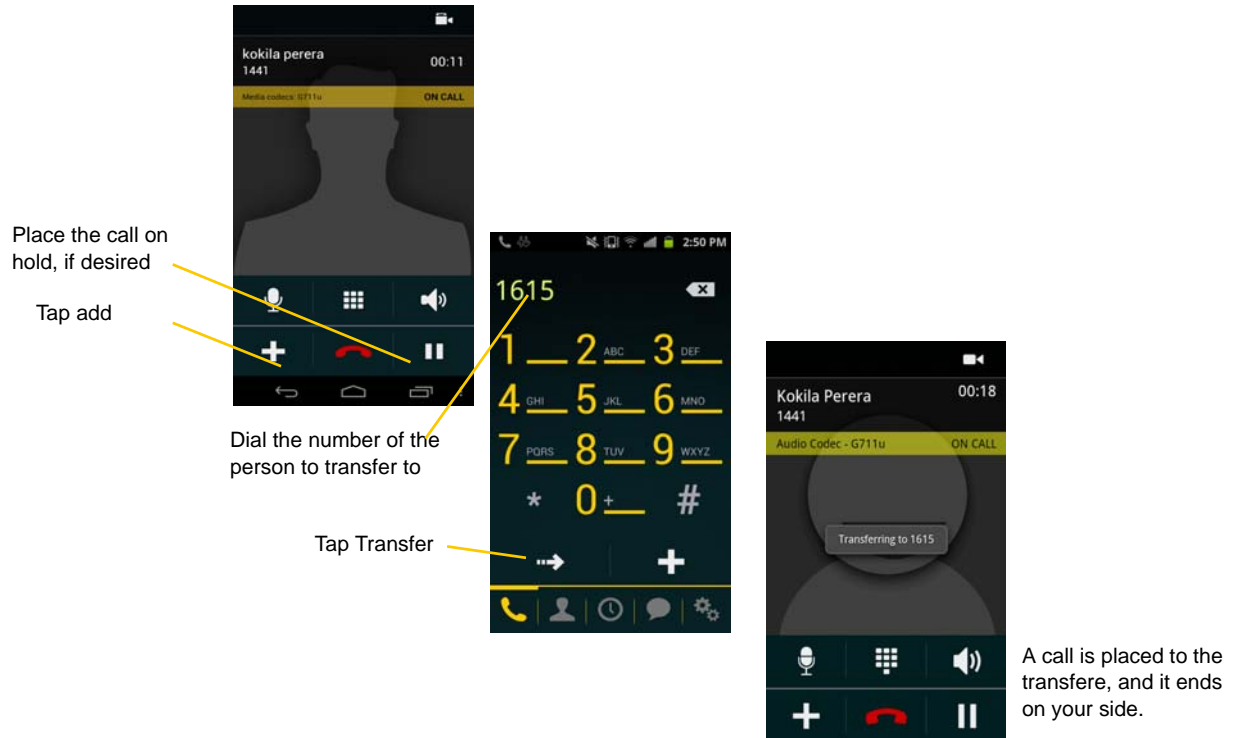 kokila perera
1441
00:11
Media codecs: G711u
ON CALL
Place the call on
hold, if desired
Tap add
2:50 PM
1615
1
2 ABC
3 DEF
4 GHI
5 JKL
6 MNO
7 PQRS
8 TUV
9 WXYZ
*
0 +
#
Dial the number of the
person to transfer to
Tap Transfer
Kokila Perera
1441
00:18
Audio Codec - G711u
ON CALL
Transferring to 1615
A call is placed to the
transfere, and it ends
on your side.